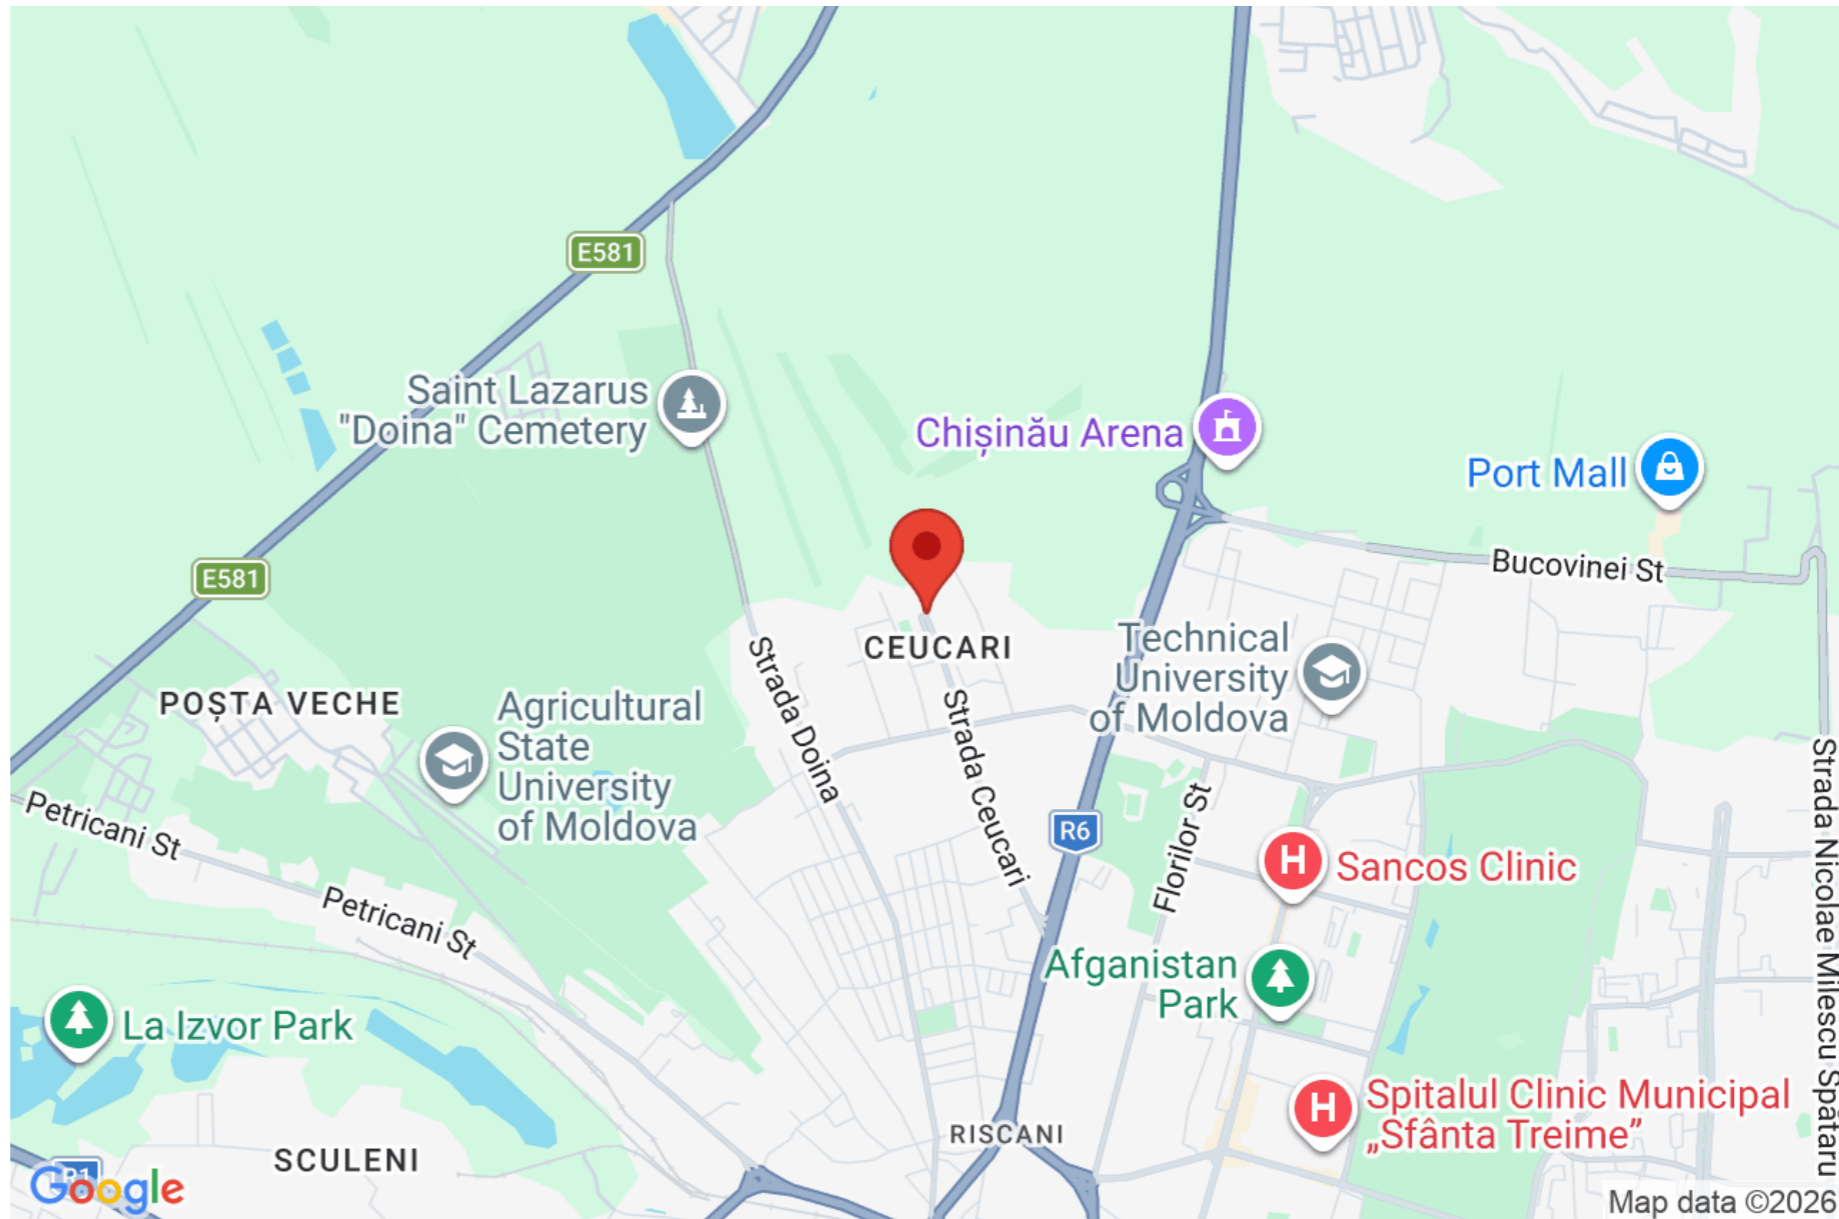 E581
Saint Lazarus
"Doina" Cemetery
Chișinău Arena
Port Mall
E581
Bucovinei St
CEUCARI
Technical
University
of Moldova
POȘTA VECHE
Agricultural
State
University
of Moldova
Strada Doina
Strada Ceucari
Petricani St
R6
Florilor St
Sancos Clinic
Strada Nicolae Milescu Spătaru
Petricani St
Afganistan
Park
La Izvor Park
Spitalul Clinic Municipal
„Sfânta Treime”
RISCANI
SCULENI
R1
Google
Map data ©2026